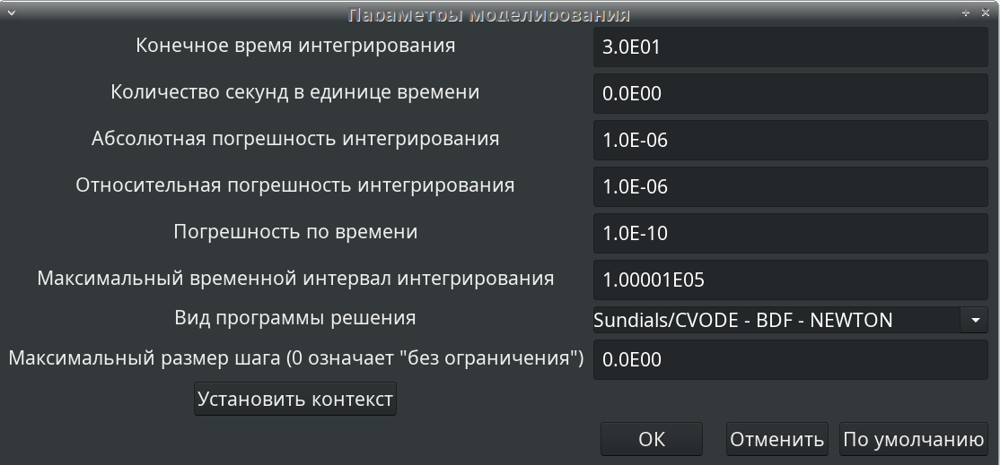 Параметры моделирования
Конечное время интегрирования 3.0E01
Количество секунд в единице времени 0.0E00
Абсолютная погрешность интегрирования 1.0E-06
Относительная погрешность интегрирования 1.0E-06
Погрешность по времени 1.0E-10
Максимальный временной интервал интегрирования 1.00001E05
Вид программы решения Sundials/CVODE - BDF - NEWTON
Максимальный размер шага (0 означает "без ограничения") 0.0E00
Установить контекст
ОК Отменить По умолчанию